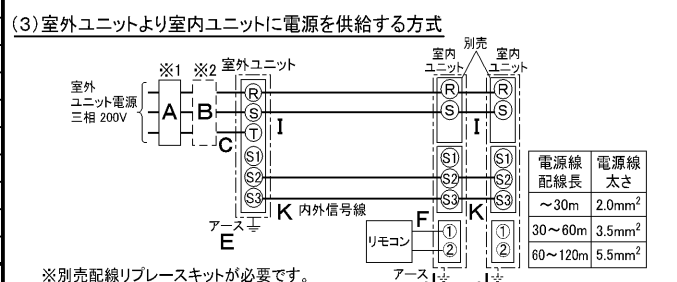 (3)室外ユニットより室内ユニットに電源を供給する方式
別売
※1 ※2 室外ユニット 室内ユニット 室内ユニット
室外
ユニット電源
三相 200V
A B C
R S T S1 S2 S3
I
R S S1 S2 S3
I
R S S1 S2 S3
K 内外信号線
F K
アース
E
リモコン
① ②
① ②
アース
電源線配線長 電源線太さ
～30m 2.0mm²
30～60m 3.5mm²
60～120m 5.5mm²
※別売配線リプレースキットが必要です。